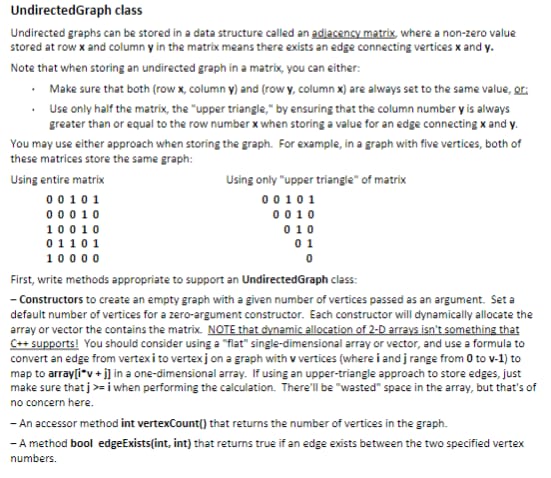 UndirectedGraph class
Undirected graphs can be stored in a data structure called an adjacency matrix, where a non-zero value
stored at row x and column y in the matrix means there exists an edge connecting vertices x and y.
Note that when storing an undirected graph in a matrix, you can either:
· Make sure that both (row x, column y) and (row y, column x) are always set to the same value, or:
· Use only half the matrix, the "upper triangle," by ensuring that the column number y is always
greater than or equal to the row number x when storing a value for an edge connecting x and y.
You may use either approach when storing the graph. For example, in a graph with five vertices, both of
these matrices store the same graph:
Using entire matrix Using only "upper triangle" of matrix
0 0 1 0 1 0 0 1 0 1
0 0 0 1 0 0 0 1 0
1 0 0 1 0 0 1 0
0 1 1 0 1 0 1
1 0 0 0 0 0
First, write methods appropriate to support an UndirectedGraph class:
– Constructors to create an empty graph with a given number of vertices passed as an argument. Set a
default number of vertices for a zero-argument constructor. Each constructor will dynamically allocate the
array or vector the contains the matrix. NOTE that dynamic allocation of 2-D arrays isn't something that
C++ supports! You should consider using a "flat" single-dimensional array or vector, and use a formula to
convert an edge from vertex i to vertex j on a graph with v vertices (where i and j range from 0 to v-1) to
map to array[i*v + j] in a one-dimensional array. If using an upper-triangle approach to store edges, just
make sure that j >= i when performing the calculation. There'll be "wasted" space in the array, but that's of
no concern here.
– An accessor method int vertexCount() that returns the number of vertices in the graph.
– A method bool edgeExists(int, int) that returns true if an edge exists between the two specified vertex
numbers.